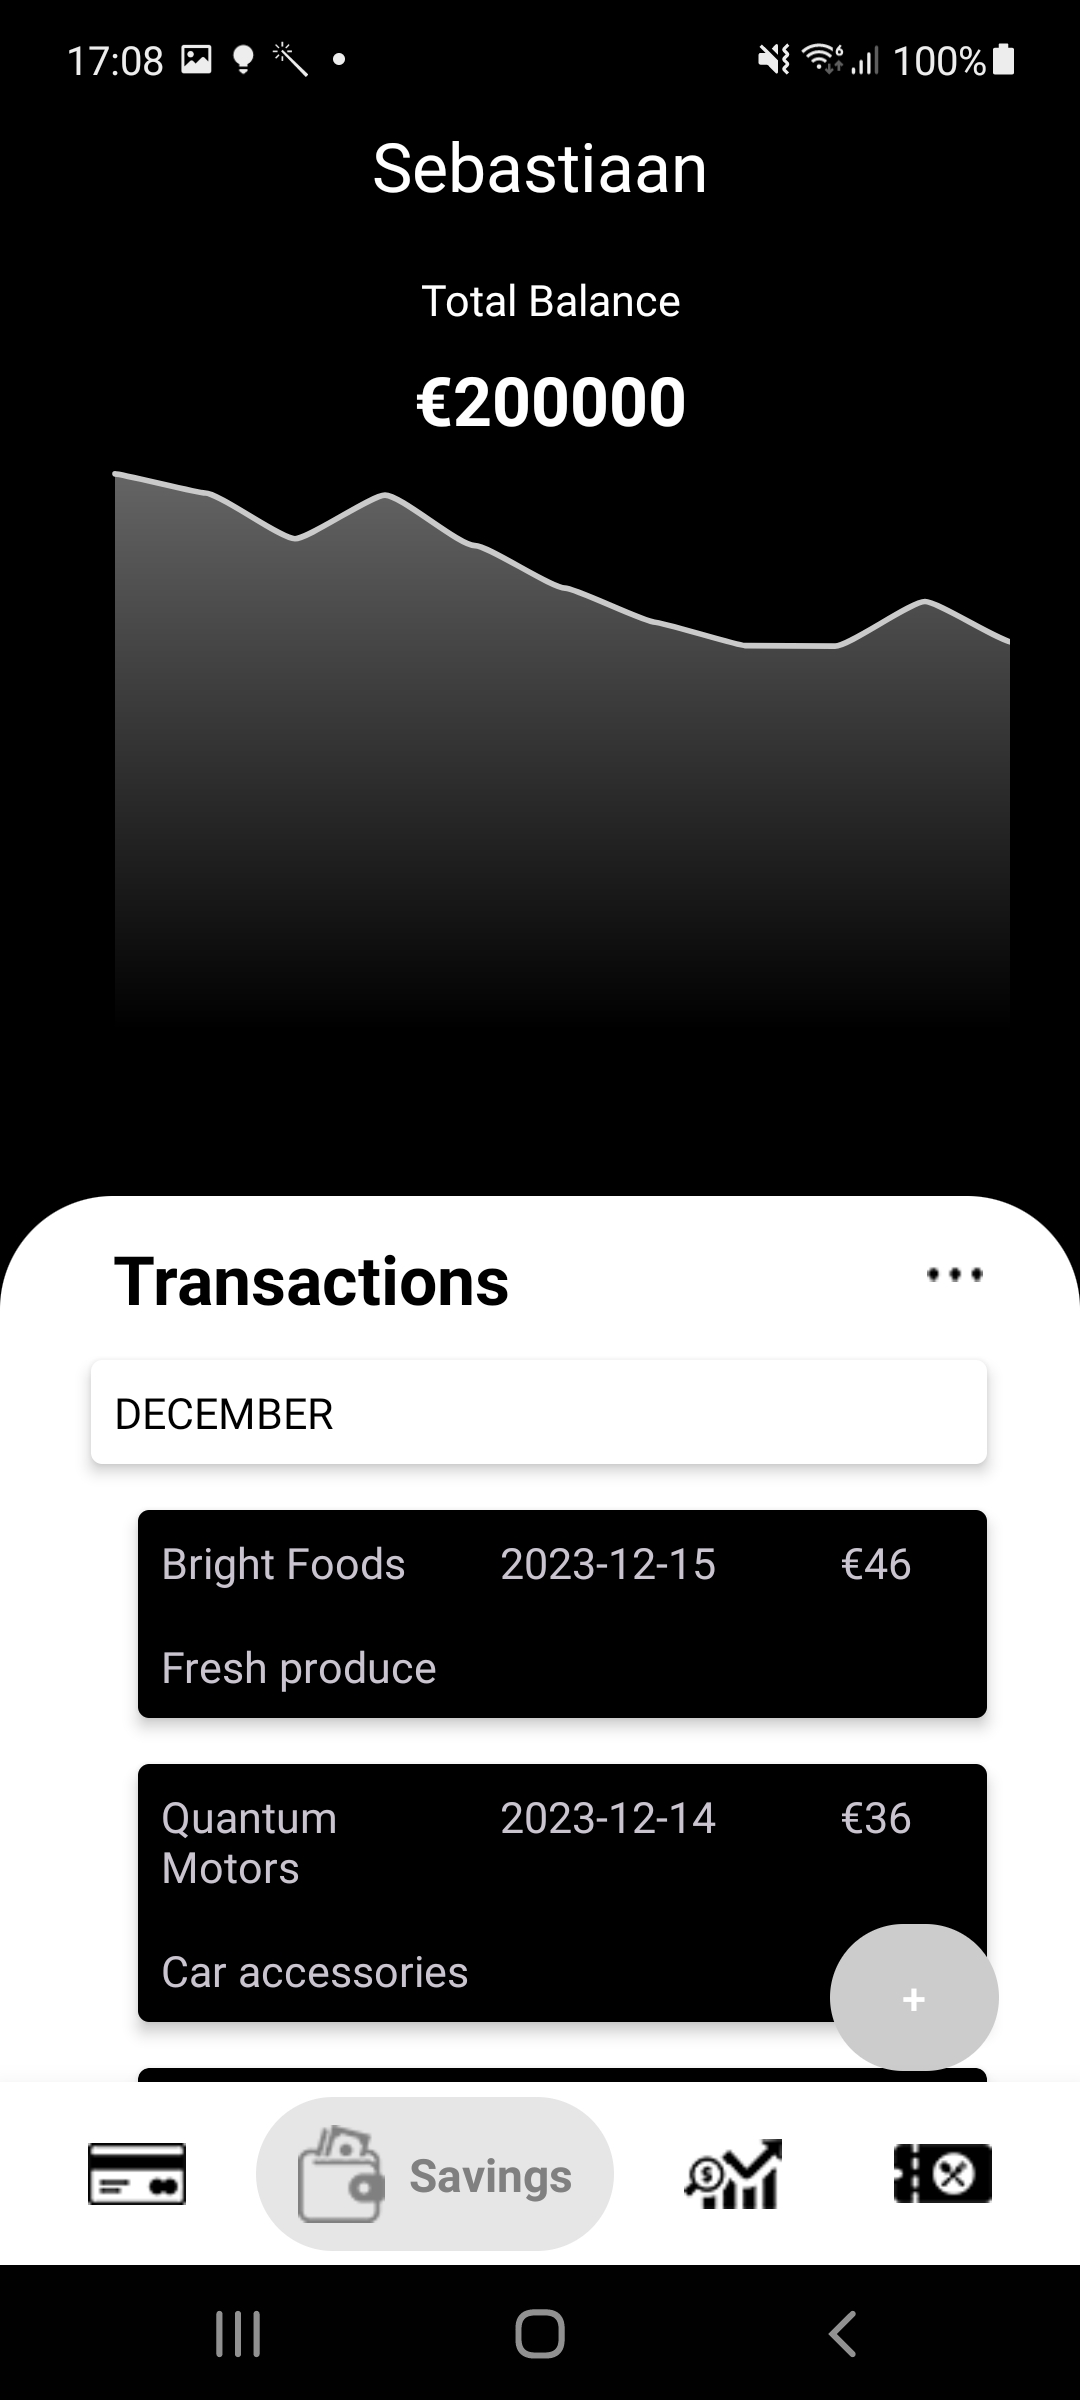 17:08 100%
Sebastiaan
Total Balance
€200000
Transactions
DECEMBER
Bright Foods 2023-12-15 €46
Fresh produce
Quantum 2023-12-14 €36
Motors
Car accessories
+
Savings